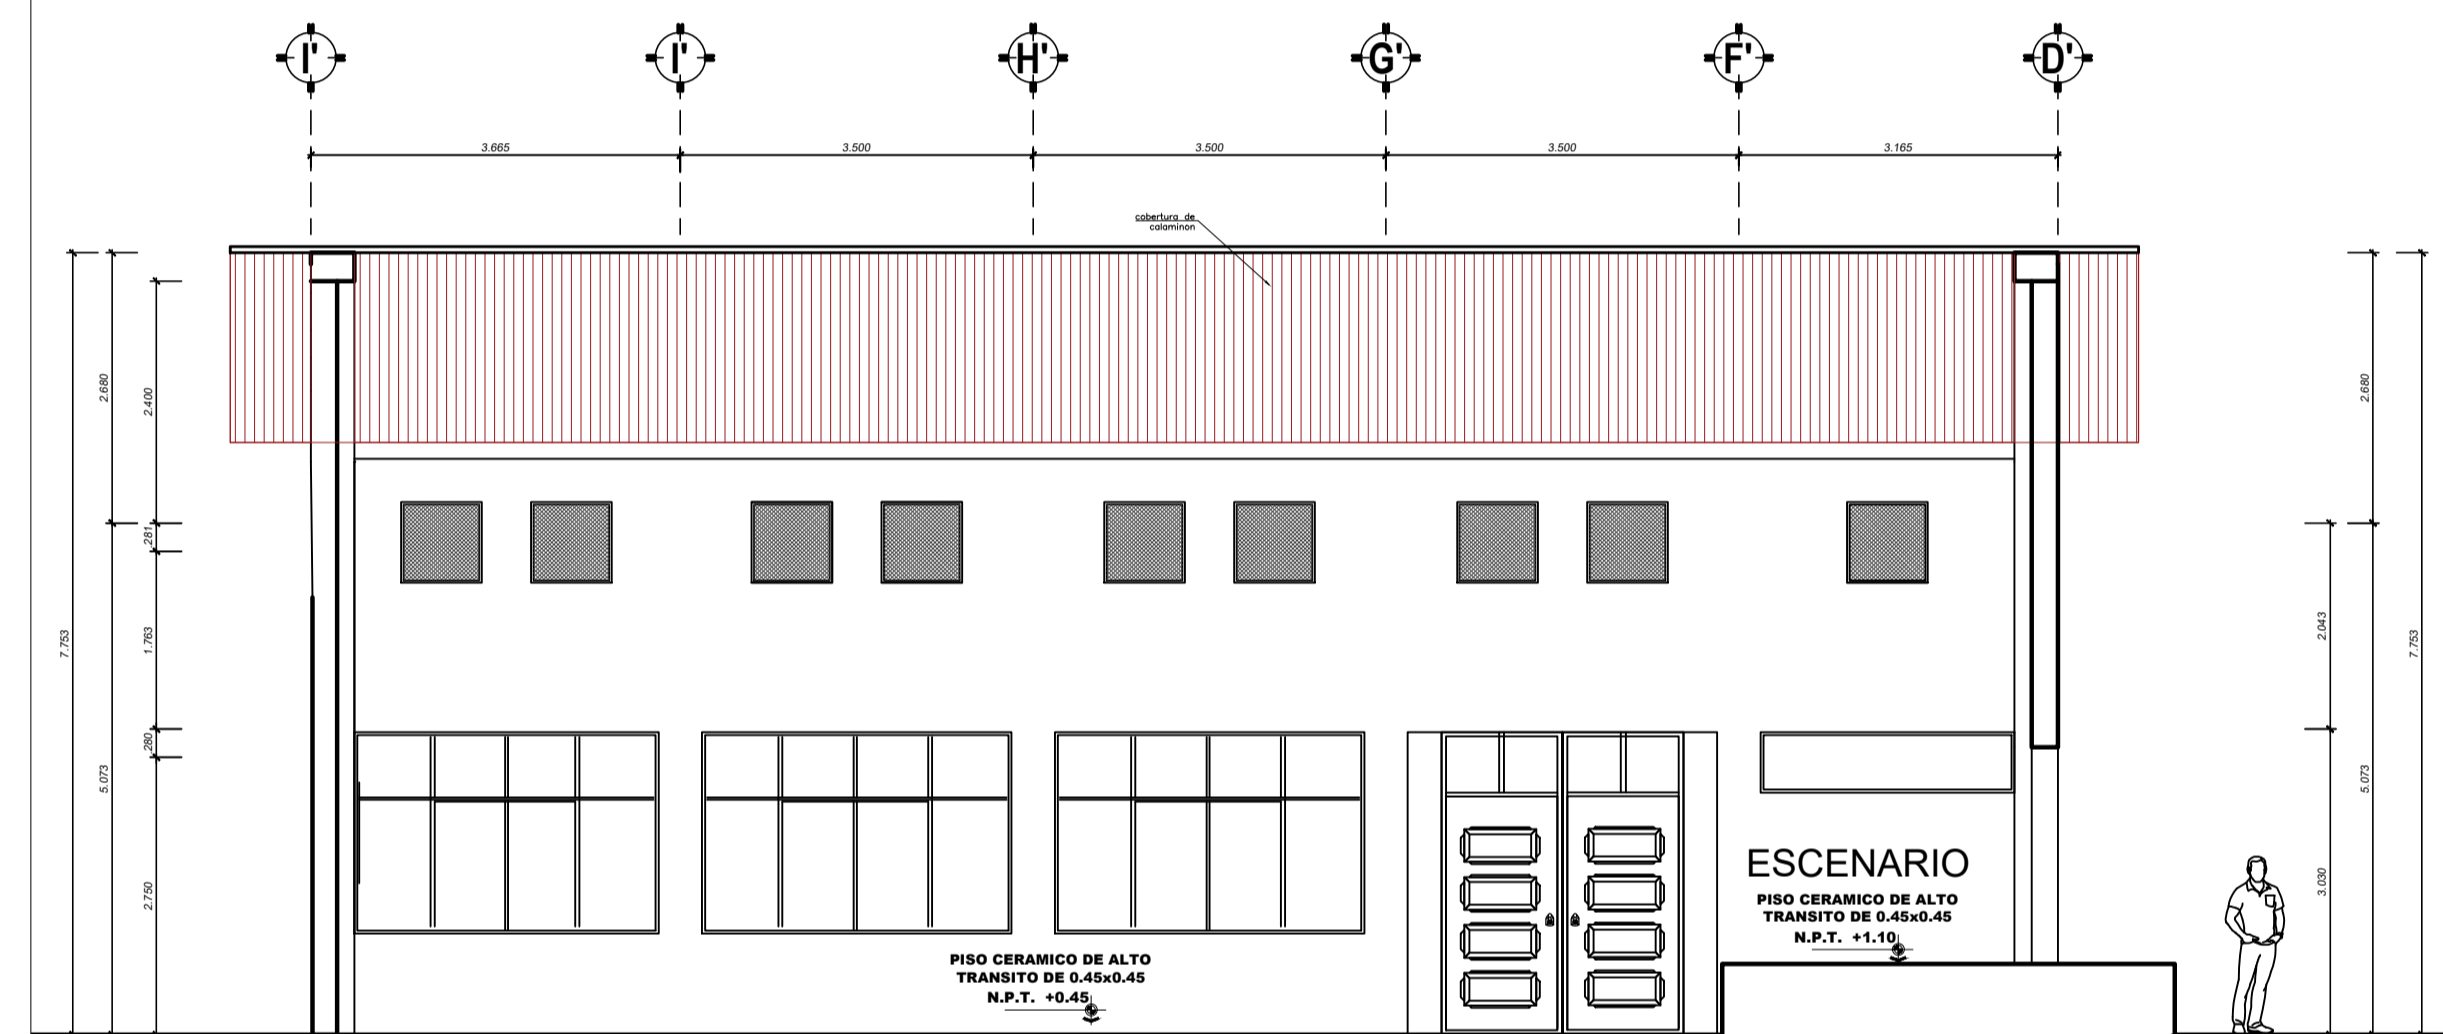 I' I' H' G' F' D'
3.665 3.500 3.500 3.500 3.165
cobertura de
calaminon
7.753
2.680
5.073
2.400
.281
1.763
.280
2.750
2.043
3.030
2.680
5.073
7.753
ESCENARIO
PISO CERAMICO DE ALTO
TRANSITO DE 0.45x0.45
N.P.T. +1.10
PISO CERAMICO DE ALTO
TRANSITO DE 0.45x0.45
N.P.T. +0.45